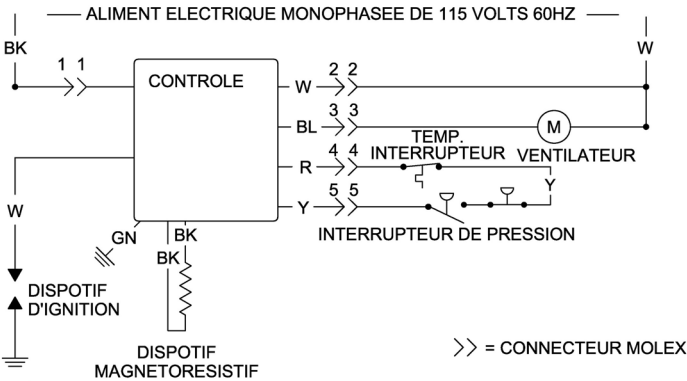 ALIMENT ELECTRIQUE MONOPHASEE DE 115 VOLTS 60HZ
BK
W
1 1
CONTROLE
W
2 2
BL
3 3
M
TEMP.
INTERRUPTEUR
VENTILATEUR
R
4 4
Y
Y
5 5
INTERRUPTEUR DE PRESSION
W
GN
BK
BK
DISPOTIF
D'IGNITION
DISPOTIF
MAGNETORESISTIF
= CONNECTEUR MOLEX